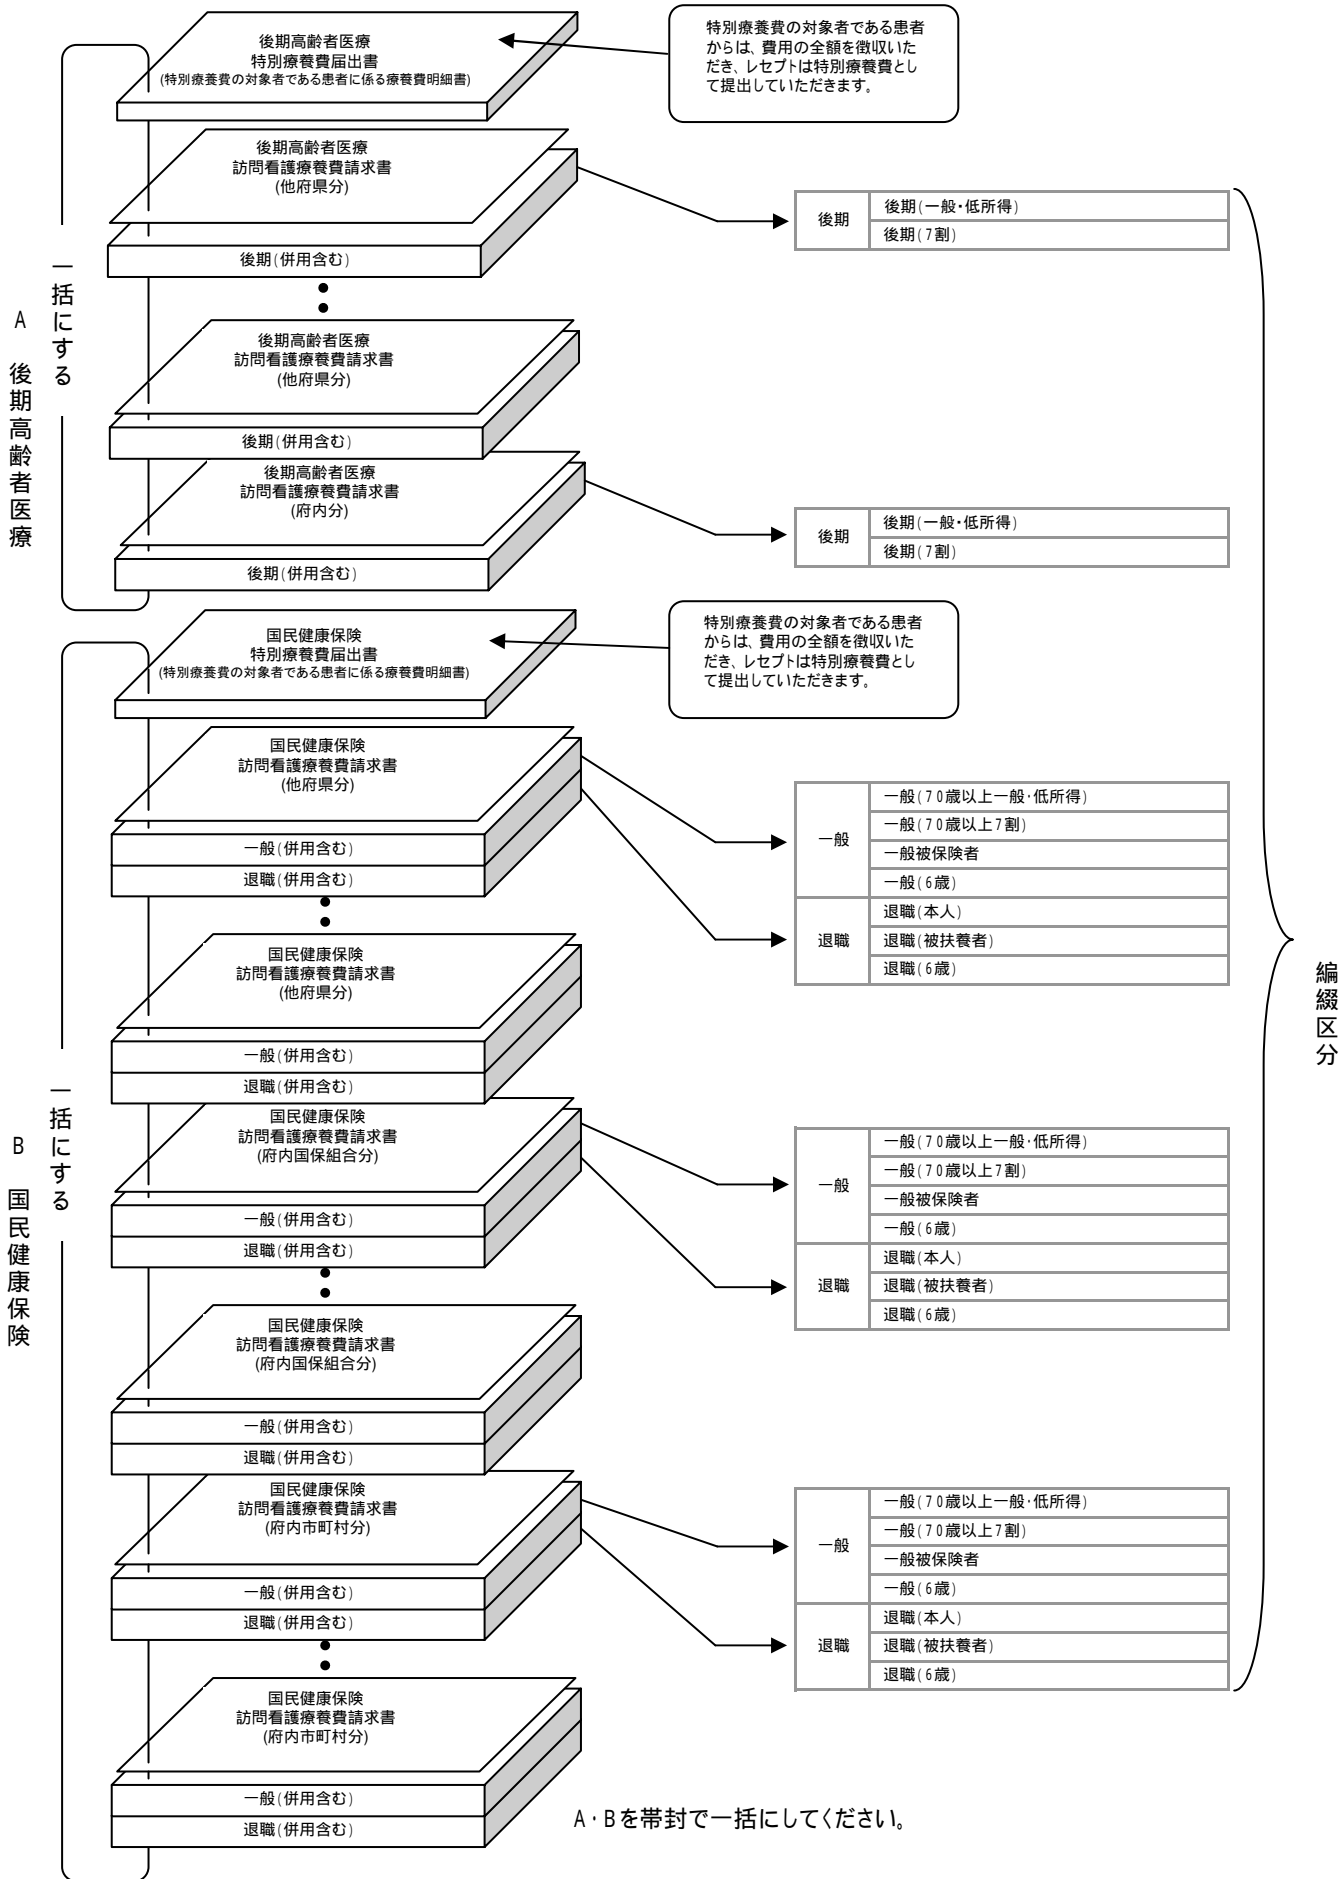 後期高齢者医療
特別療養費届出書
(特別療養費の対象者である患者に係る療養費明細書)
特別療養費の対象者である患者
からは、費用の全額を徴収いた
だき、レセプトは特別療養費とし
て提出していただきます。
後期高齢者医療
訪問看護療養費請求書
(他府県分)
後期(併用含む)
後期
後期(一般・低所得)
後期(7割)
後期高齢者医療
訪問看護療養費請求書
(他府県分)
後期(併用含む)
後期高齢者医療
訪問看護療養費請求書
(府内分)
後期(併用含む)
後期
後期(一般・低所得)
後期(7割)
A 後期高齢者医療
一括にする
国民健康保険
特別療養費届出書
(特別療養費の対象者である患者に係る療養費明細書)
特別療養費の対象者である患者
からは、費用の全額を徴収いた
だき、レセプトは特別療養費とし
て提出していただきます。
国民健康保険
訪問看護療養費請求書
(他府県分)
一般(併用含む)
退職(併用含む)
一般
一般(70歳以上一般・低所得)
一般(70歳以上7割)
一般被保険者
一般(6歳)
退職
退職(本人)
退職(被扶養者)
退職(6歳)
国民健康保険
訪問看護療養費請求書
(他府県分)
一般(併用含む)
退職(併用含む)
国民健康保険
訪問看護療養費請求書
(府内国保組合分)
一般(併用含む)
退職(併用含む)
一般
一般(70歳以上一般・低所得)
一般(70歳以上7割)
一般被保険者
一般(6歳)
退職
退職(本人)
退職(被扶養者)
退職(6歳)
国民健康保険
訪問看護療養費請求書
(府内国保組合分)
一般(併用含む)
退職(併用含む)
国民健康保険
訪問看護療養費請求書
(府内市町村分)
一般(併用含む)
退職(併用含む)
一般
一般(70歳以上一般・低所得)
一般(70歳以上7割)
一般被保険者
一般(6歳)
退職
退職(本人)
退職(被扶養者)
退職(6歳)
国民健康保険
訪問看護療養費請求書
(府内市町村分)
一般(併用含む)
退職(併用含む)
B 国民健康保険
一括にする
編綴区分
A・Bを帯封で一括にしてください。